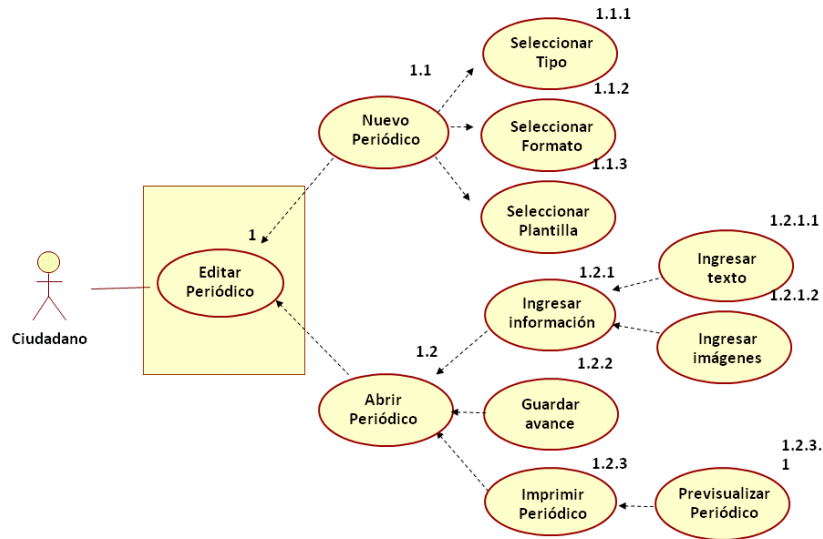 1.1.1
Seleccionar
Tipo
1.1
1.1.2
Nuevo
Periódico
Seleccionar
Formato
1.1.3
Seleccionar
Plantilla
1
Editar
Periódico
Ciudadano
1.2.1.1
Ingresar
texto
1.2.1
Ingresar
información
1.2.1.2
Ingresar
imágenes
1.2
1.2.2
Abrir
Periódico
Guardar
avance
1.2.3
Imprimir
Periódico
1.2.3.
1
Previsualizar
Periódico